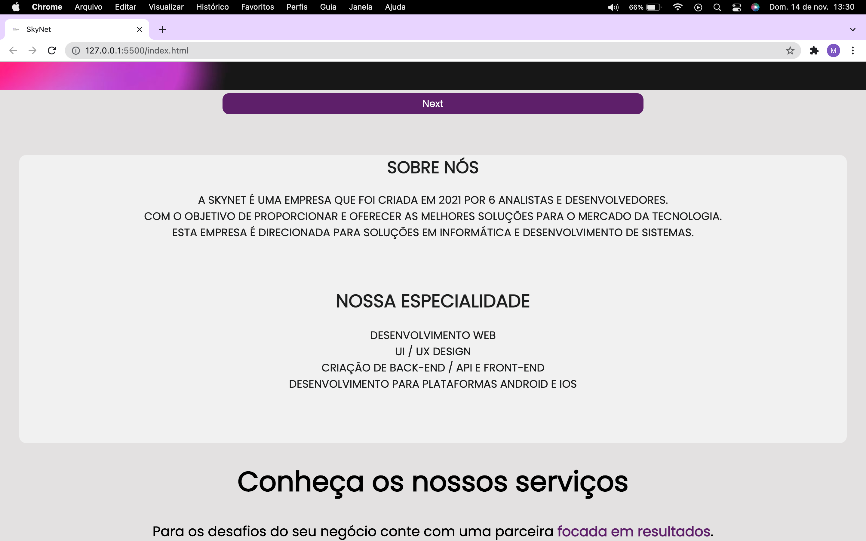 Chrome Arquivo Editar Visualizar Histórico Favoritos Perfis Guia Janela Ajuda 66% Dom. 14 de nov. 13:30
SkyNet
127.0.0.1:5500/index.html
M
Next
SOBRE NÓS
A SKYNET É UMA EMPRESA QUE FOI CRIADA EM 2021 POR 6 ANALISTAS E DESENVOLVEDORES.
COM O OBJETIVO DE PROPORCIONAR E OFERECER AS MELHORES SOLUÇÕES PARA O MERCADO DA TECNOLOGIA.
ESTA EMPRESA É DIRECIONADA PARA SOLUÇÕES EM INFORMÁTICA E DESENVOLVIMENTO DE SISTEMAS.
NOSSA ESPECIALIDADE
DESENVOLVIMENTO WEB
UI / UX DESIGN
CRIAÇÃO DE BACK-END / API E FRONT-END
DESENVOLVIMENTO PARA PLATAFORMAS ANDROID E IOS
Conheça os nossos serviços
Para os desafios do seu negócio conte com uma parceira focada em resultados.